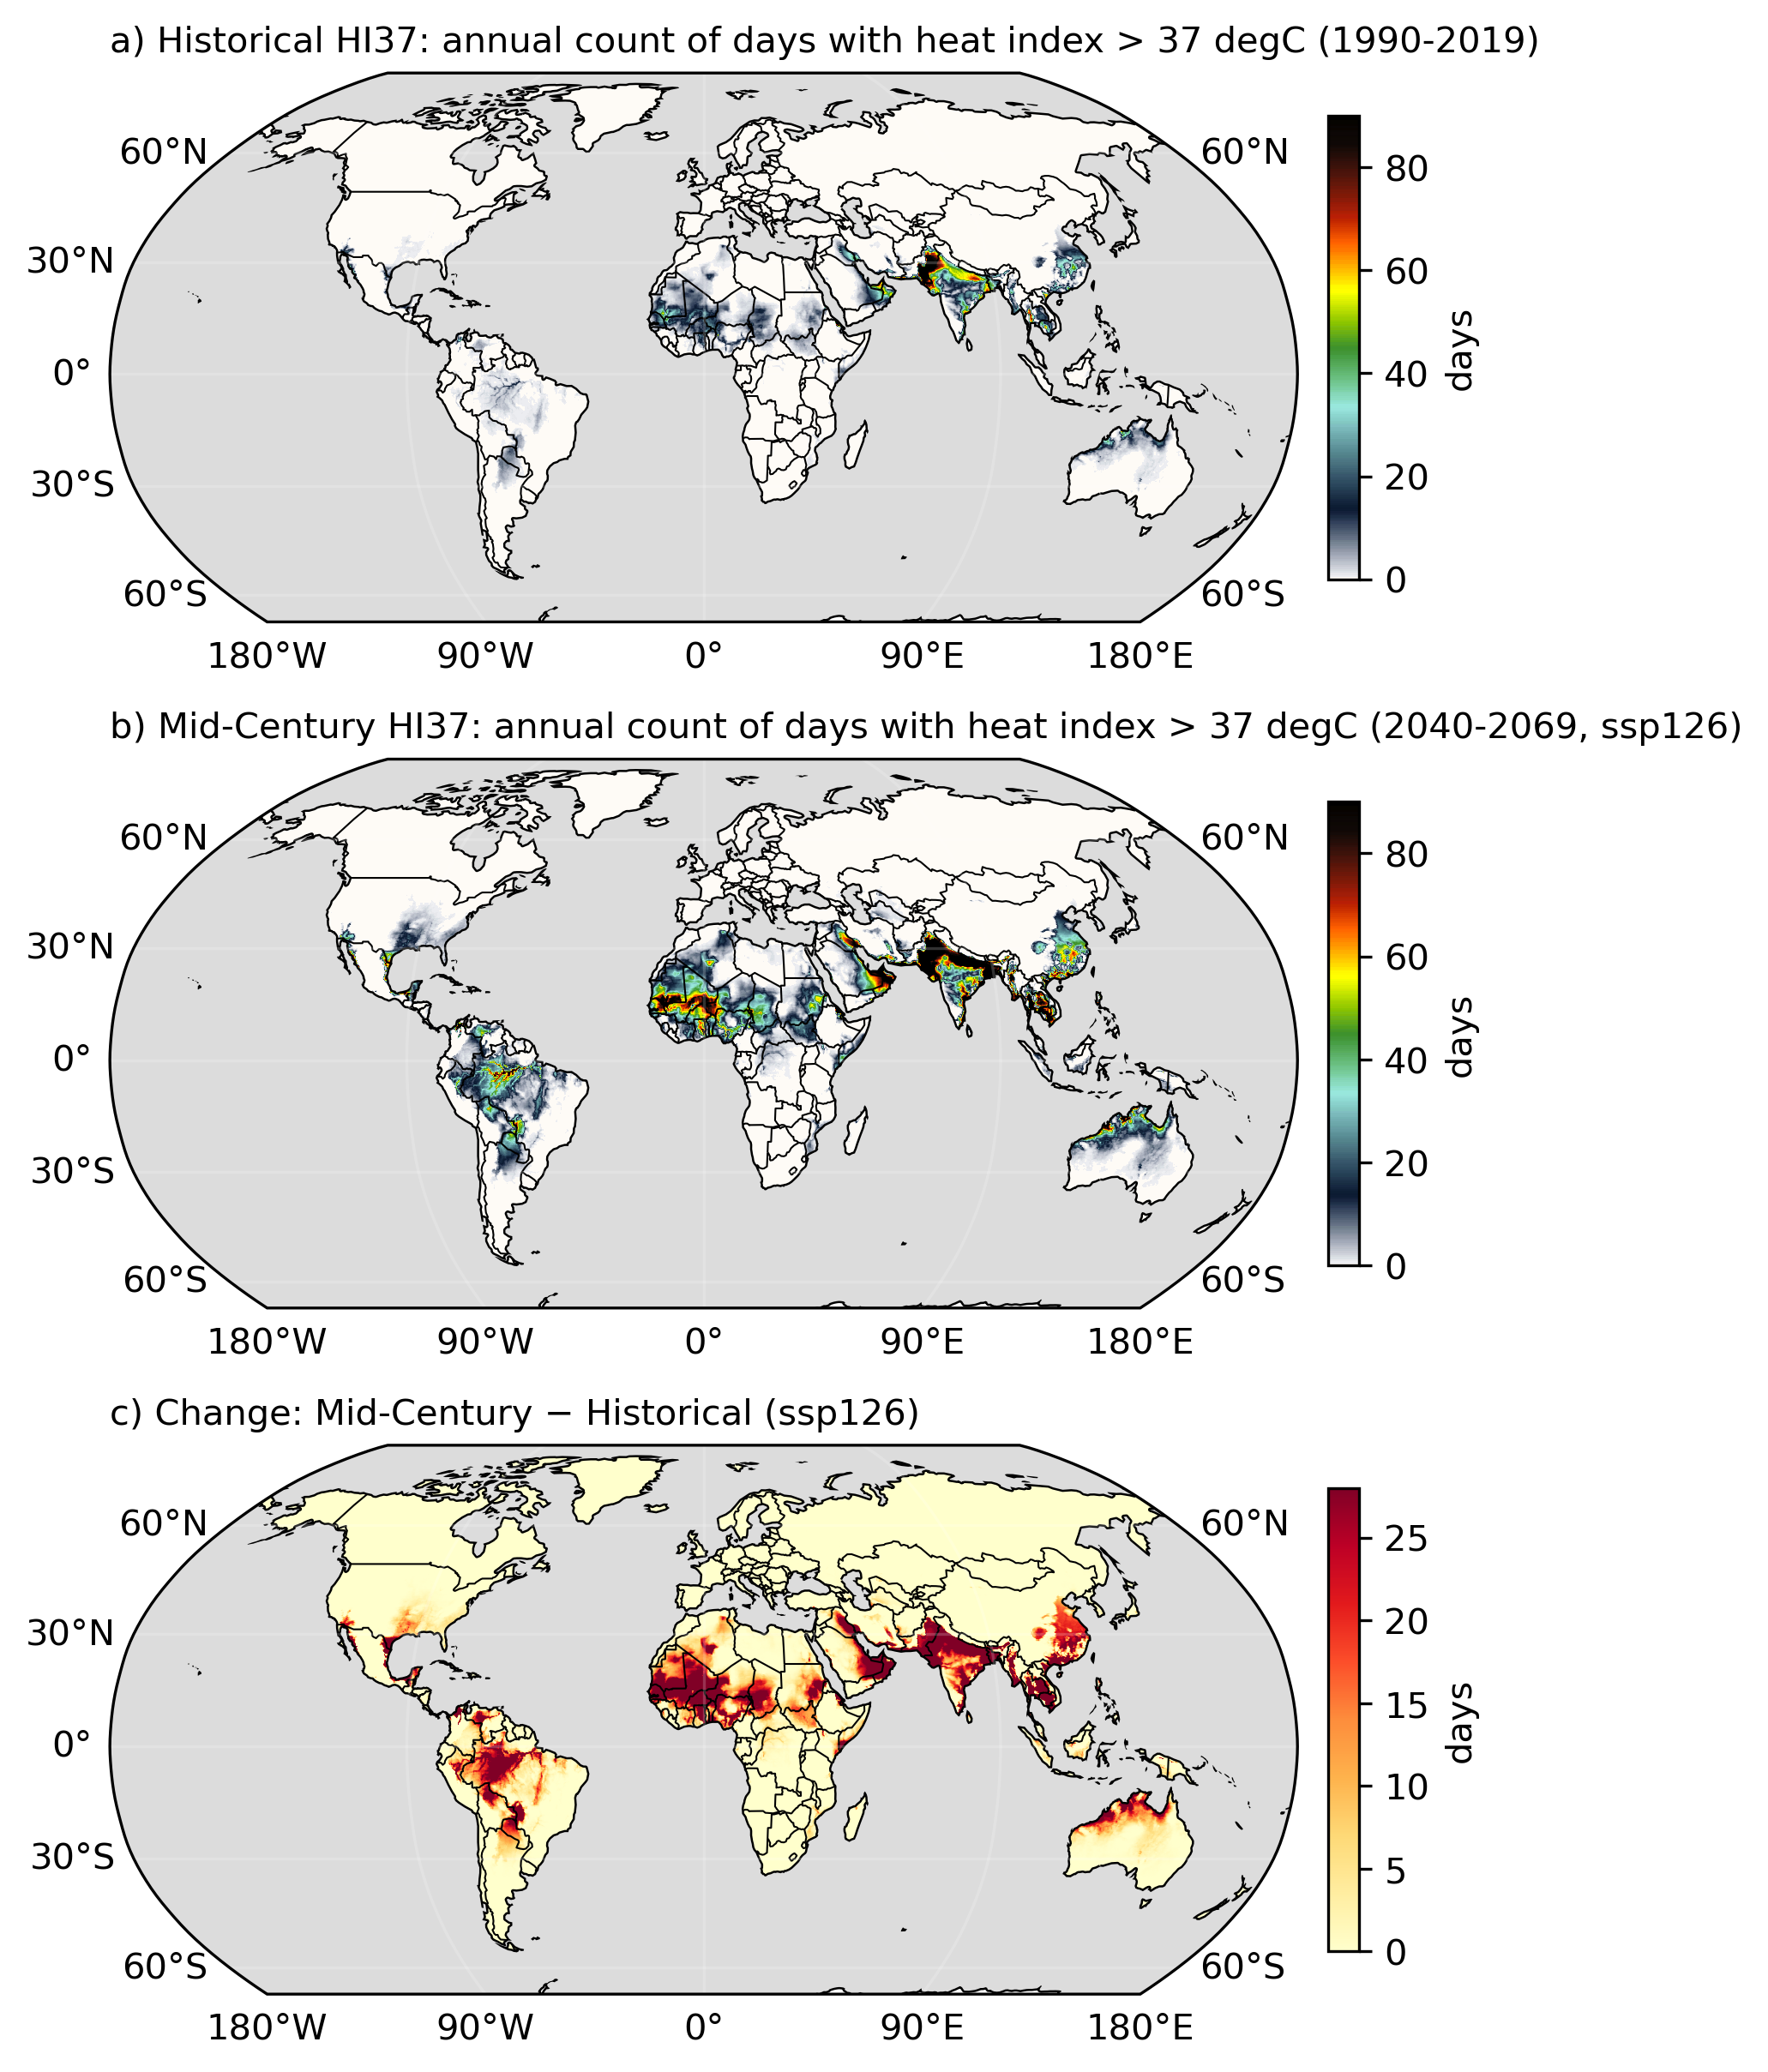 a) Historical HI37: annual count of days with heat index > 37 degC (1990-2019)
60°N 60°N
30°N
0°
30°S
60°S 60°S
180°W 90°W 0° 90°E 180°E
80
60
40
20
0
days
b) Mid-Century HI37: annual count of days with heat index > 37 degC (2040-2069, ssp126)
60°N 60°N
30°N
0°
30°S
60°S 60°S
180°W 90°W 0° 90°E 180°E
80
60
40
20
0
days
c) Change: Mid-Century − Historical (ssp126)
60°N 60°N
30°N
0°
30°S
60°S 60°S
180°W 90°W 0° 90°E 180°E
25
20
15
10
5
0
days